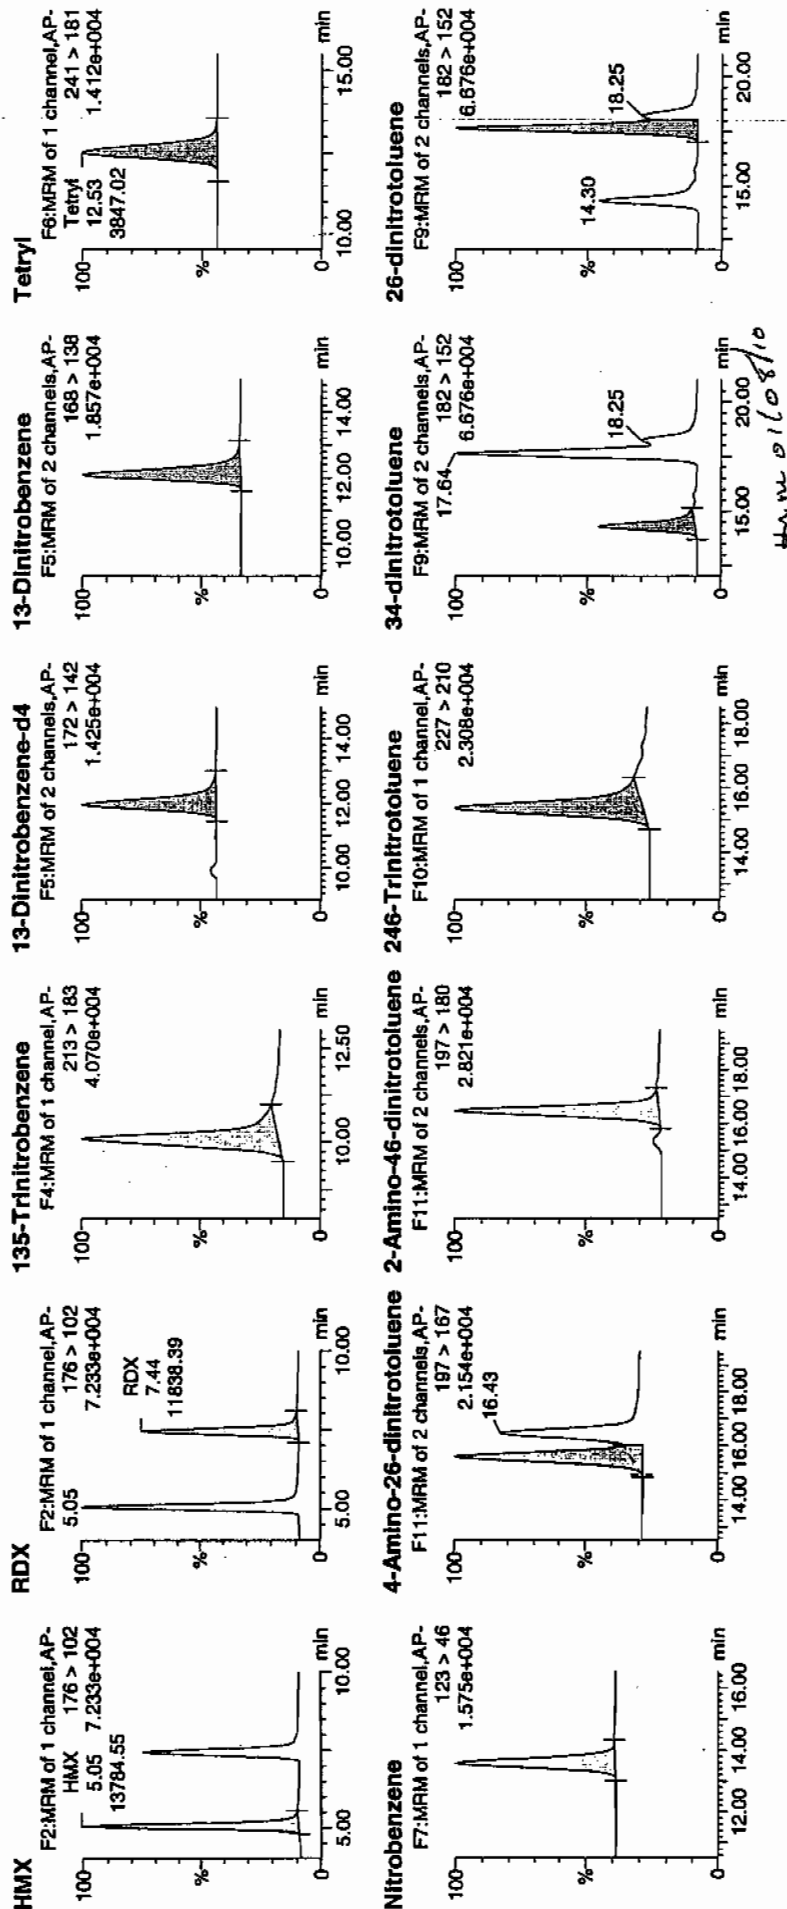 HMX
F2:MRM of 1 channel,AP-
HMX 176 > 102
5.05 7.233e+004
13784.55
100
%
0
5.00 10.00 min
RDX
F2:MRM of 1 channel,AP-
5.05 176 > 102
7.233e+004
RDX
7.44
11838.39
100
%
0
5.00 10.00 min
135-Trinitrobenzene
F4:MRM of 1 channel,AP-
213 > 183
4.070e+004
100
%
0
10.00 12.50 min
13-Dinitrobenzene-d4
F5:MRM of 2 channels,AP-
172 > 142
1.425e+004
100
%
0
10.00 12.00 14.00 min
13-Dinitrobenzene
F5:MRM of 2 channels,AP-
168 > 138
1.857e+004
100
%
0
10.00 12.00 14.00 min
Tetryl
F6:MRM of 1 channel,AP-
Tetryl 241 > 181
12.53 1.412e+004
3847.02
100
%
0
10.00 15.00 min
Nitrobenzene
F7:MRM of 1 channel,AP-
123 > 46
1.575e+004
100
%
0
12.00 14.00 16.00 min
4-Amino-26-dinitrotoluene
F11:MRM of 2 channels,AP-
197 > 167
2.154e+004
16.43
100
%
0
14.00 16.00 18.00 min
2-Amino-46-dinitrotoluene
F11:MRM of 2 channels,AP-
197 > 180
2.821e+004
100
%
0
14.00 16.00 18.00 min
246-Trinitrotoluene
F10:MRM of 1 channel,AP-
227 > 210
2.308e+004
100
%
0
14.00 16.00 18.00 min
34-dinitrotoluene
F9:MRM of 2 channels,AP-
17.64 182 > 152
6.676e+004
18.25
100
%
0
15.00 20.00 min
26-dinitrotoluene
F9:MRM of 2 channels,AP-
182 > 152
6.676e+004
18.25
14.30
100
%
0
15.00 20.00 min
01/08/10